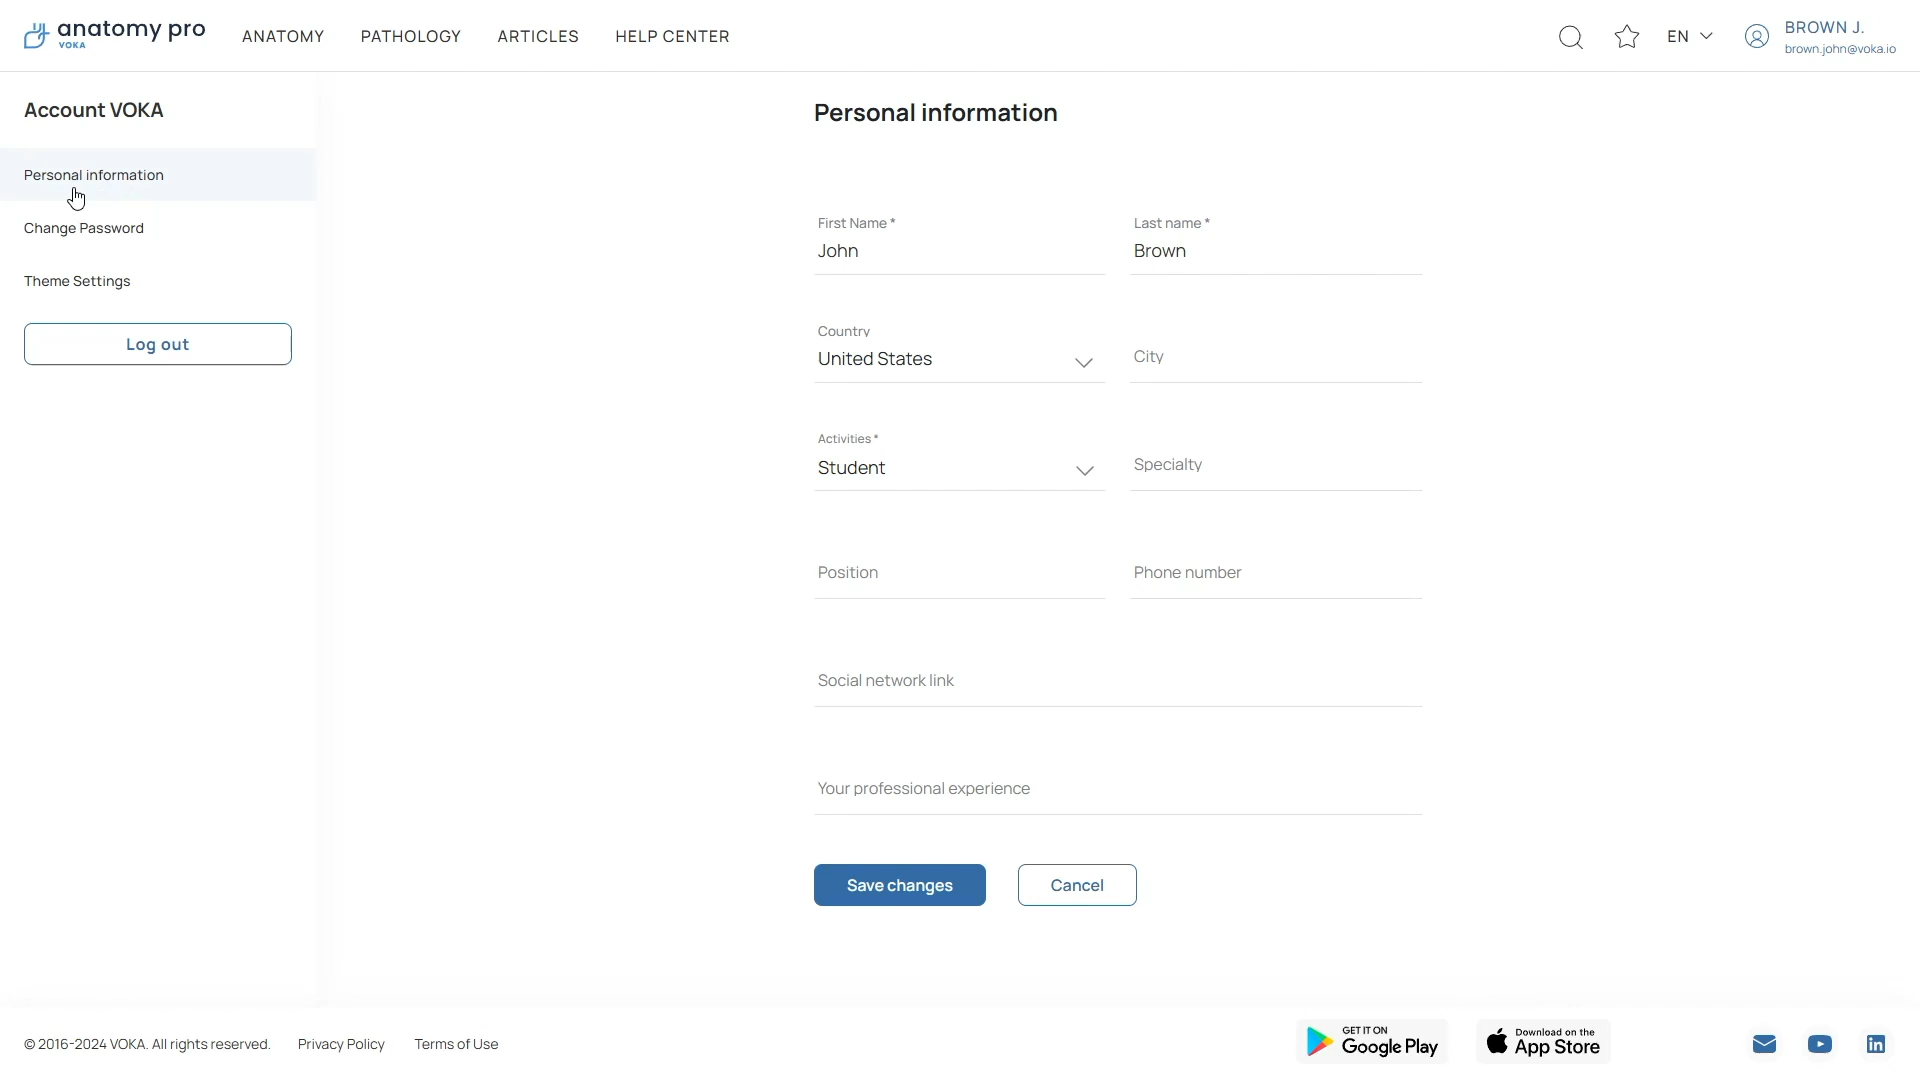 anatomy pro
VOKA
ANATOMY
PATHOLOGY
ARTICLES
HELP CENTER
EN
BROWN J.
brown.john@voka.io
Account VOKA
Personal information
Change Password
Theme Settings
Log out
Personal information
First Name *
John
Last name *
Brown
Country
United States
City
Activities *
Student
Specialty
Position
Phone number
Social network link
Your professional experience
Save changes
Cancel
© 2016-2024 VOKA. All rights reserved.
Privacy Policy
Terms of Use
GET IT ON
Google Play
Download on the
App Store
in